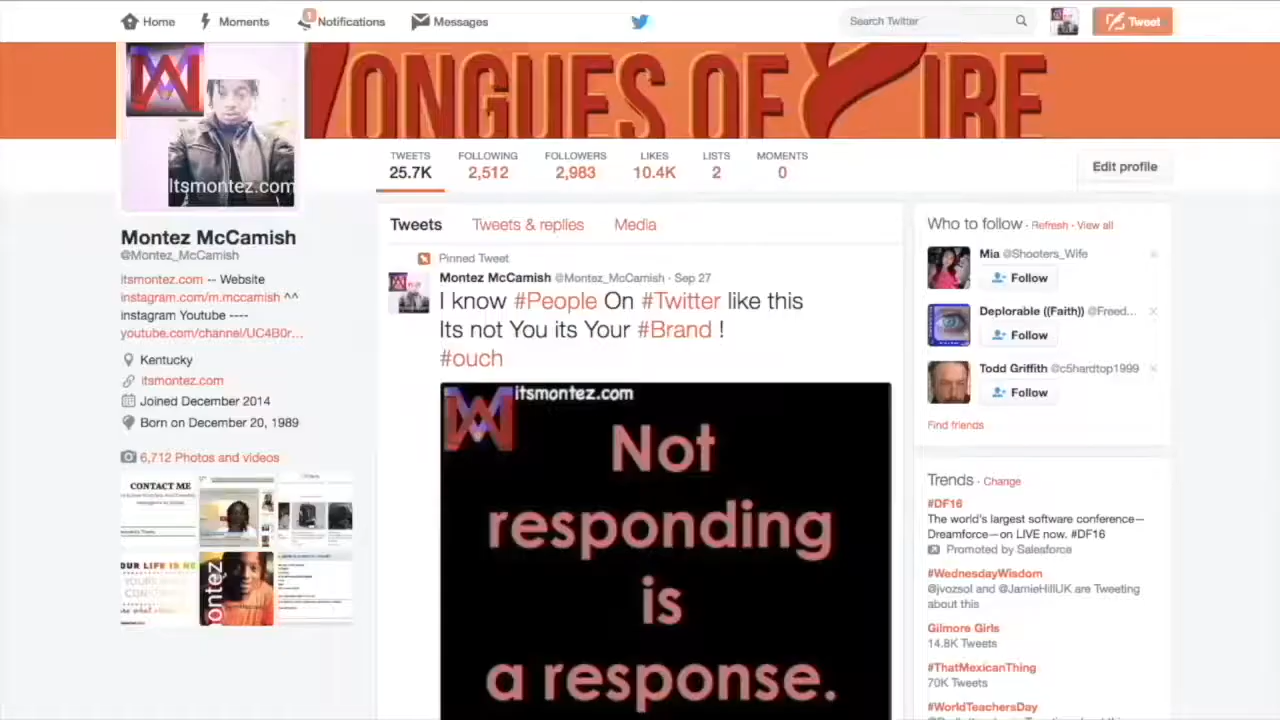 Home Moments 1 Notifications Messages Search Twitter Tweet
ONGUES OF IRE
Itsmontez.com
TWEETS FOLLOWING FOLLOWERS LIKES LISTS MOMENTS
25.7K 2,512 2,983 10.4K 2 0
Edit profile
Montez McCamish
@Montez_McCamish
itsmontez.com -- Website
instagram.com/m.mccamish ^^
instagram Youtube ----
youtube.com/channel/UC4B0r…
Kentucky
itsmontez.com
Joined December 2014
Born on December 20, 1989
6,712 Photos and videos
CONTACT ME
OUR LIFE IS NE
montez.
Tweets Tweets & replies Media
Pinned Tweet
Montez McCamish @Montez_McCamish · Sep 27
I know #People On #Twitter like this
Its not You its Your #Brand !
#ouch
itsmontez.com
Not
responding
is
a response.
Who to follow · Refresh · View all
Mia @Shooters_Wife
Follow
Deplorable ((Faith)) @Freed...
Follow
Todd Griffith @c5hardtop1999
Follow
Find friends
Trends · Change
#DF16
The world's largest software conference—
Dreamforce—on LIVE now. #DF16
Promoted by Salesforce
#WednesdayWisdom
@jvozsol and @JamieHilliUK are Tweeting
about this
Gilmore Girls
14.8K Tweets
#ThatMexicanThing
70K Tweets
#WorldTeachersDay